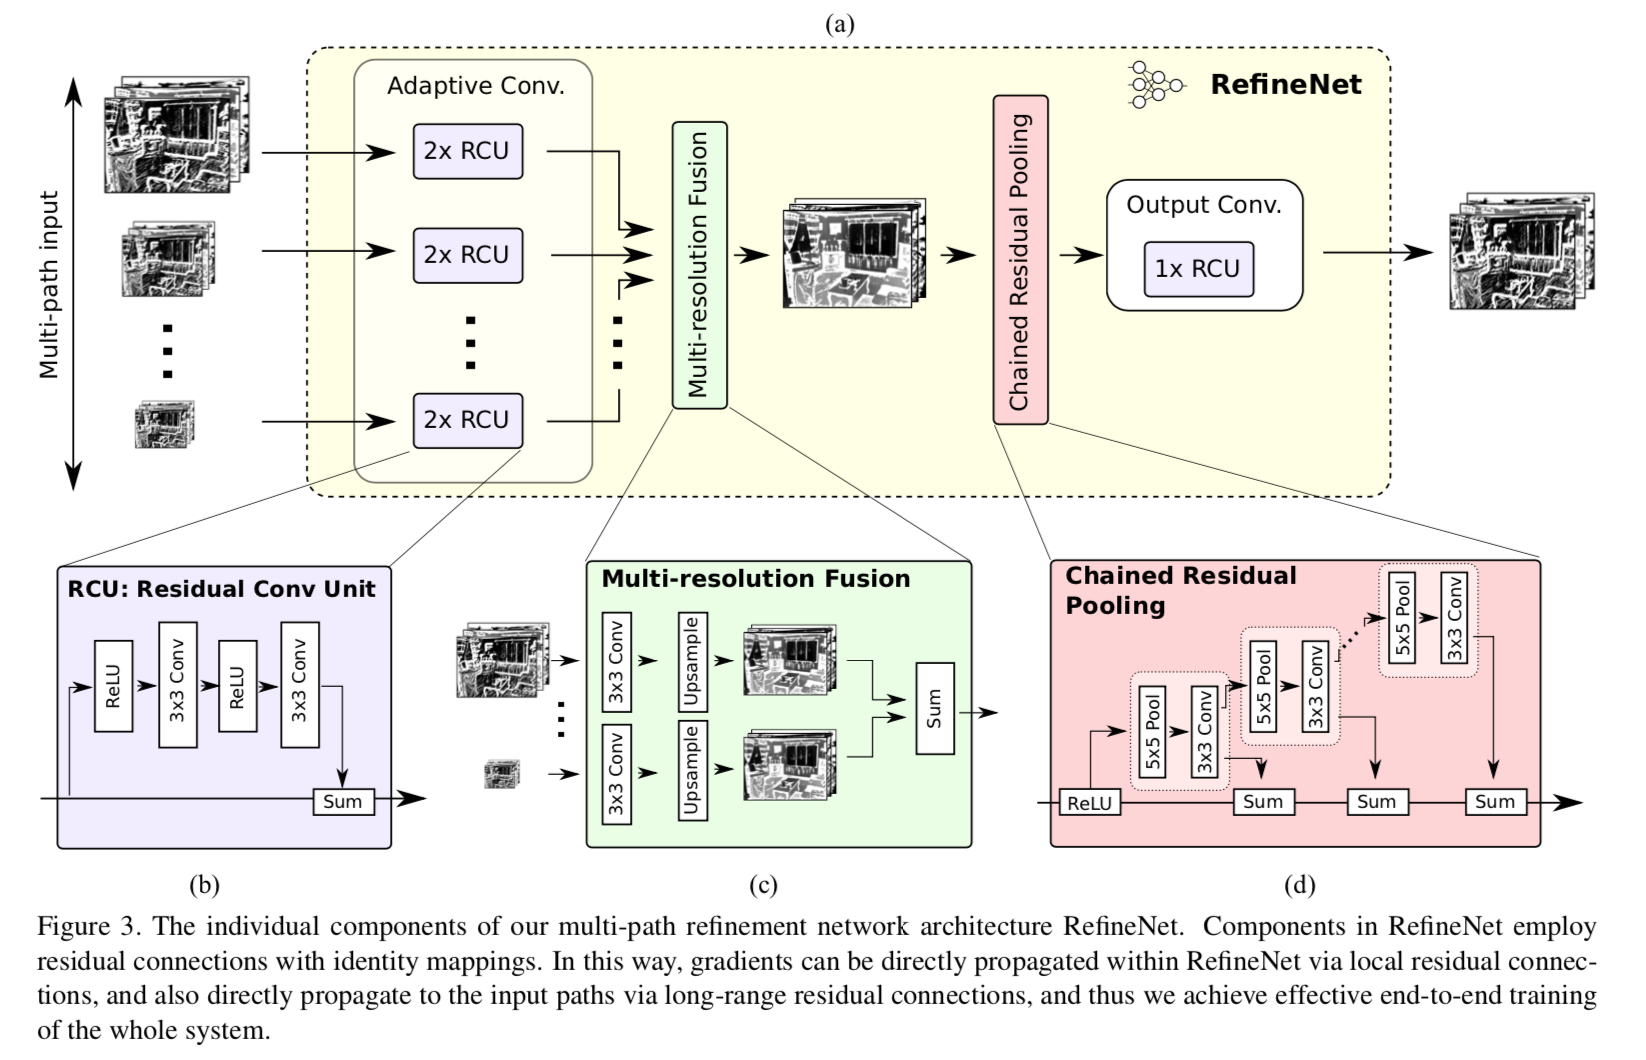 (a)
Multi-path input
Adaptive Conv.
2x RCU
2x RCU
2x RCU
Multi-resolution Fusion
Chained Residual Pooling
RefineNet
Output Conv.
1x RCU
RCU: Residual Conv Unit
ReLU
3x3 Conv
ReLU
3x3 Conv
Sum
Multi-resolution Fusion
3x3 Conv
Upsample
3x3 Conv
Upsample
Sum
Chained Residual
Pooling
ReLU
5x5 Pool
3x3 Conv
5x5 Pool
3x3 Conv
5x5 Pool
3x3 Conv
Sum
Sum
Sum
(b)
(c)
(d)
Figure 3. The individual components of our multi-path refinement network architecture RefineNet. Components in RefineNet employ
residual connections with identity mappings. In this way, gradients can be directly propagated within RefineNet via local residual connec-
tions, and also directly propagate to the input paths via long-range residual connections, and thus we achieve effective end-to-end training
of the whole system.